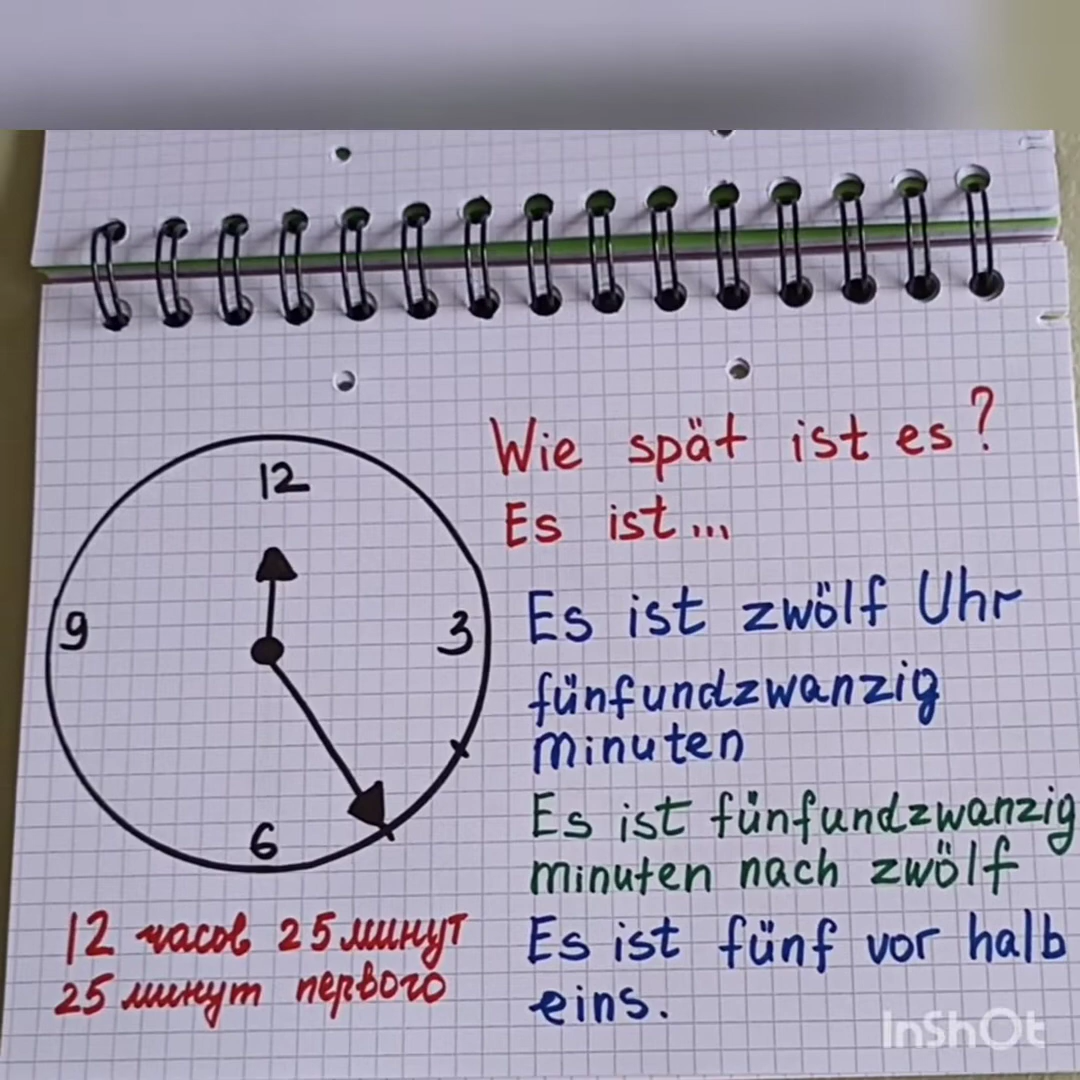 12
9
3
6
Wie spät ist es?
Es ist...
Es ist zwölf Uhr
fünfundzwanzig
minuten
Es ist fünfundzwanzig
minuten nach zwölf
Es ist fünf vor halb
eins.
12 часов 25 минут
25 минут первого
InShOt